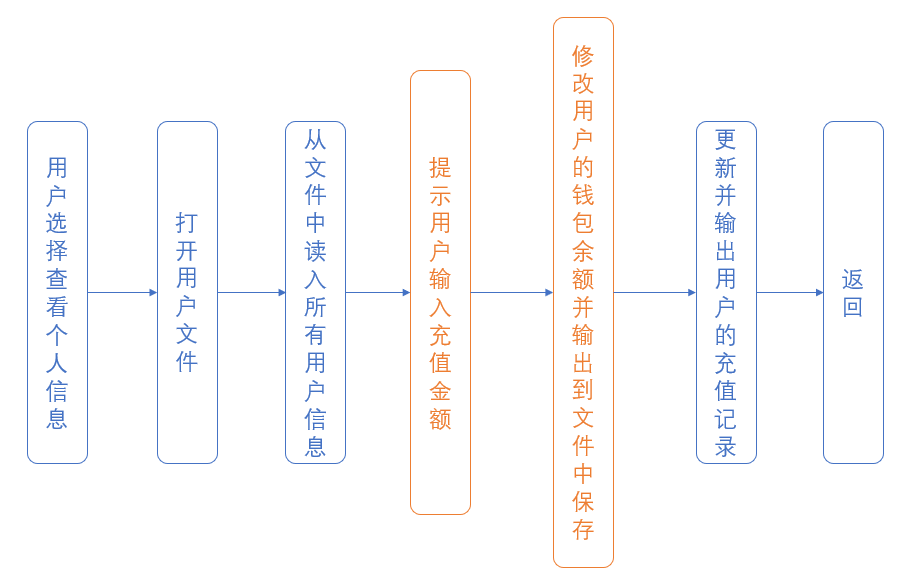 用户选择查看个人信息
打开用户文件
从文件中读入所有用户信息
提示用户输入充值金额
修改用户的钱包余额并输出到文件中保存
更新并输出用户的充值记录
返回